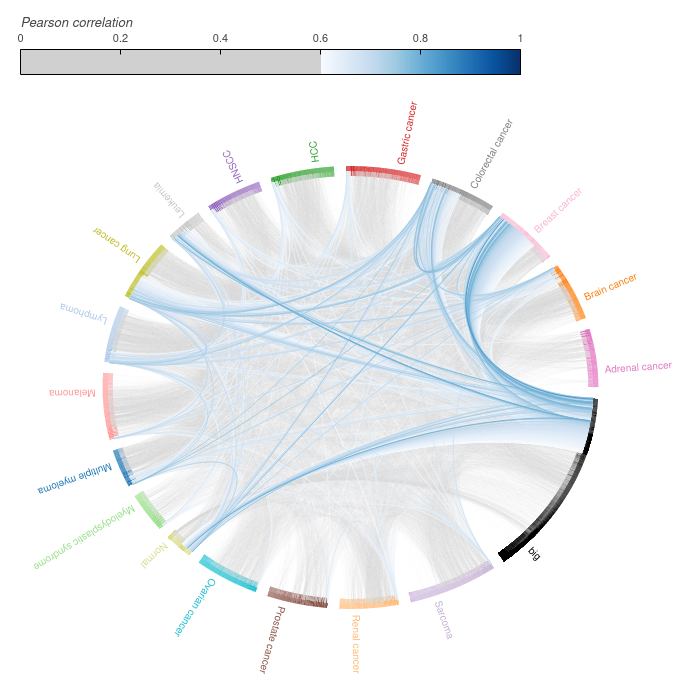 Pearson correlation
0 0.2 0.4 0.6 0.8 1
Gastric cancer
Colorectal cancer
Breast cancer
Brain cancer
Adrenal cancer
big
Sarcoma
Renal cancer
Prostate cancer
Ovarian cancer
Normal
Myelodysplastic syndrome
Multiple myeloma
Melanoma
Lymphoma
Lung cancer
Leukemia
HNSCC
HCC